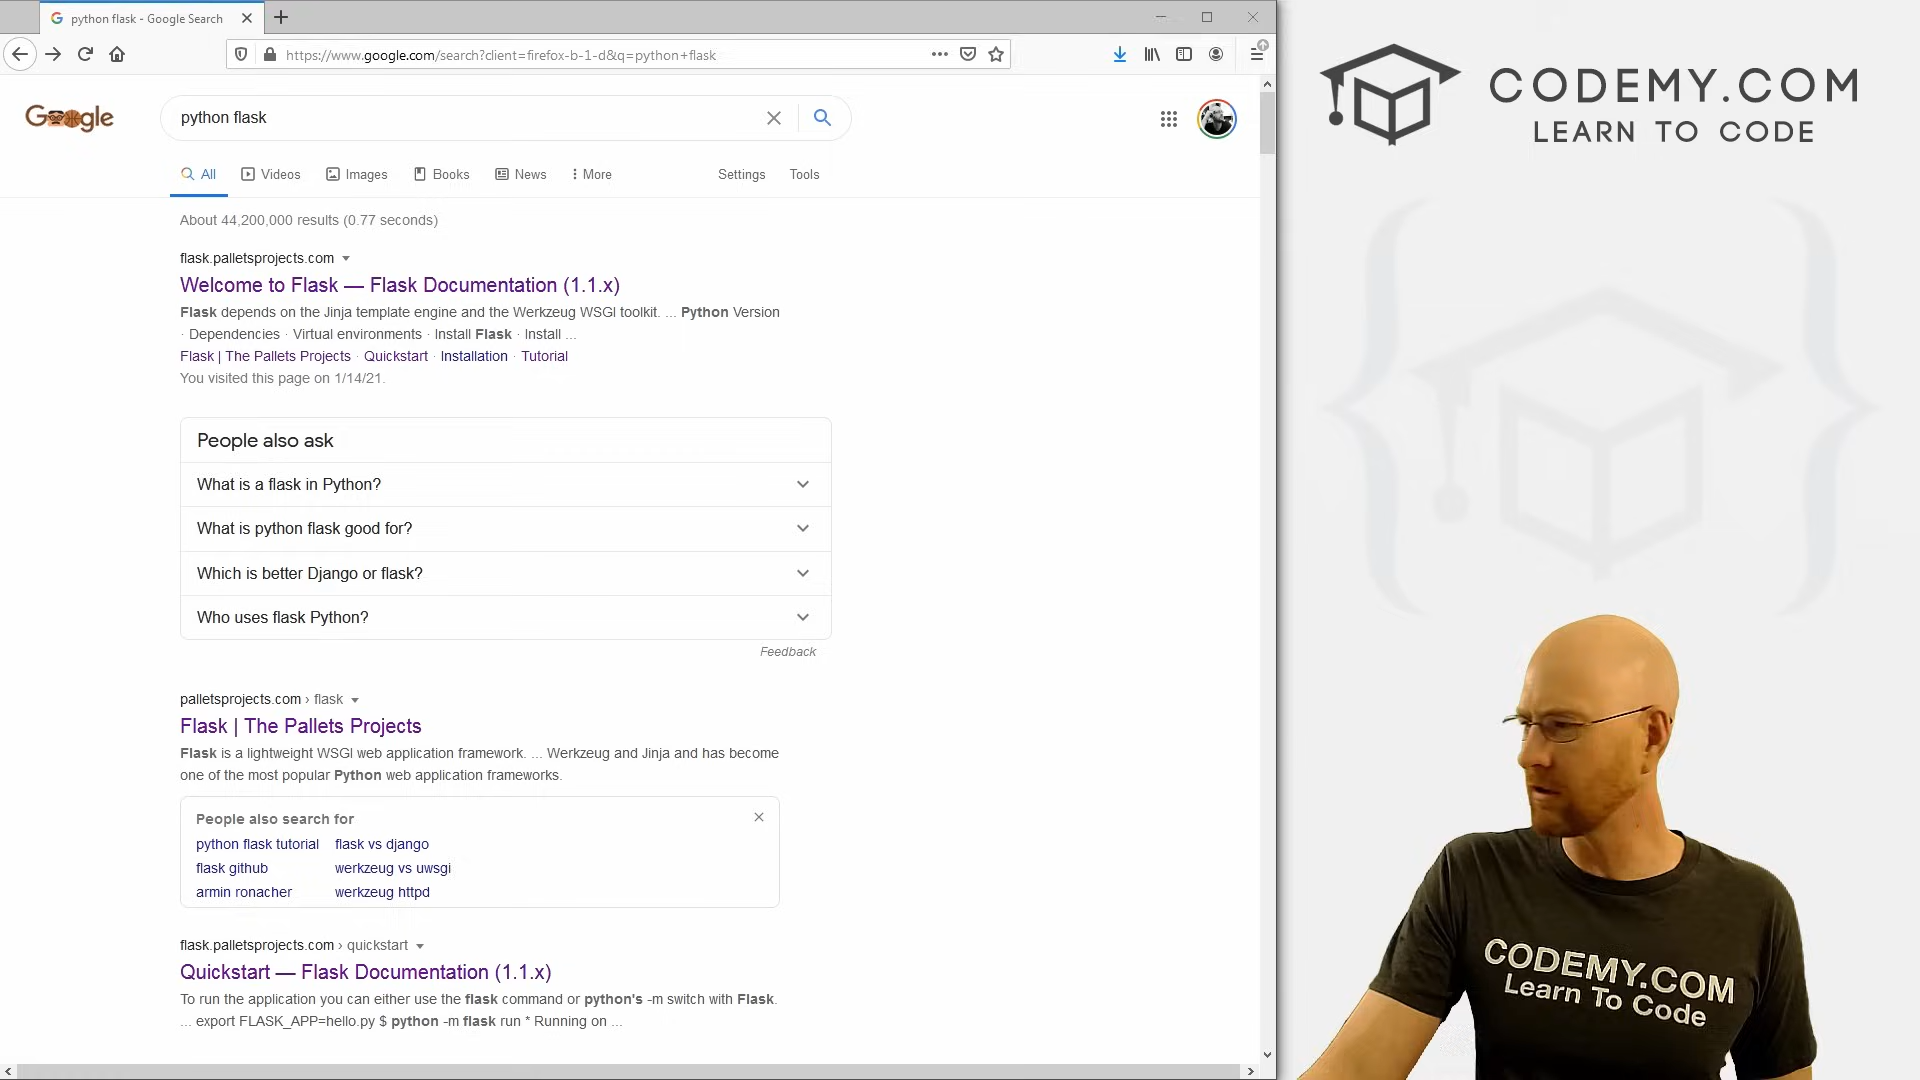 python flask - Google Search
https://www.google.com/search?client=firefox-b-1-d&q=python+flask
Google
python flask
All
Videos
Images
Books
News
More
Settings
Tools
About 44,200,000 results (0.77 seconds)
flask.palletsprojects.com
Welcome to Flask — Flask Documentation (1.1.x)
Flask depends on the Jinja template engine and the Werkzeug WSGI toolkit. ... Python Version
· Dependencies · Virtual environments · Install Flask · Install ...
Flask | The Pallets Projects · Quickstart · Installation · Tutorial
You visited this page on 1/14/21.
People also ask
What is a flask in Python?
What is python flask good for?
Which is better Django or flask?
Who uses flask Python?
Feedback
palletsprojects.com › flask
Flask | The Pallets Projects
Flask is a lightweight WSGI web application framework. ... Werkzeug and Jinja and has become
one of the most popular Python web application frameworks.
People also search for
python flask tutorial
flask vs django
flask github
werkzeug vs uwsgi
armin ronacher
werkzeug httpd
flask.palletsprojects.com › quickstart
Quickstart — Flask Documentation (1.1.x)
To run the application you can either use the flask command or python's -m switch with Flask.
... export FLASK_APP=hello.py $ python -m flask run * Running on ...
CODEMY.COM
LEARN TO CODE
CODEMY.COM
Learn To Code